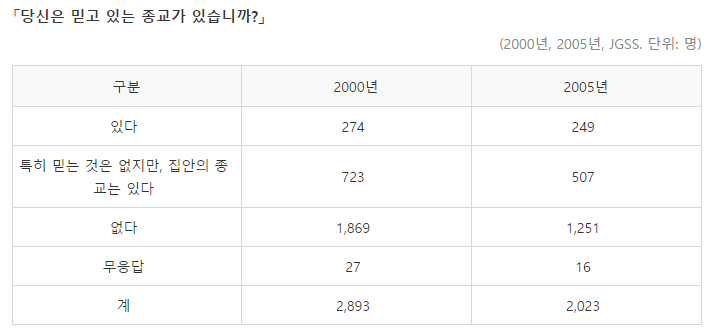 「당신은 믿고 있는 종교가 있습니까?」
(2000년, 2005년, JGSS. 단위: 명)
구분 2000년 2005년
있다 274 249
특히 믿는 것은 없지만, 집안의 종
교는 있다 723 507
없다 1,869 1,251
무응답 27 16
계 2,893 2,023